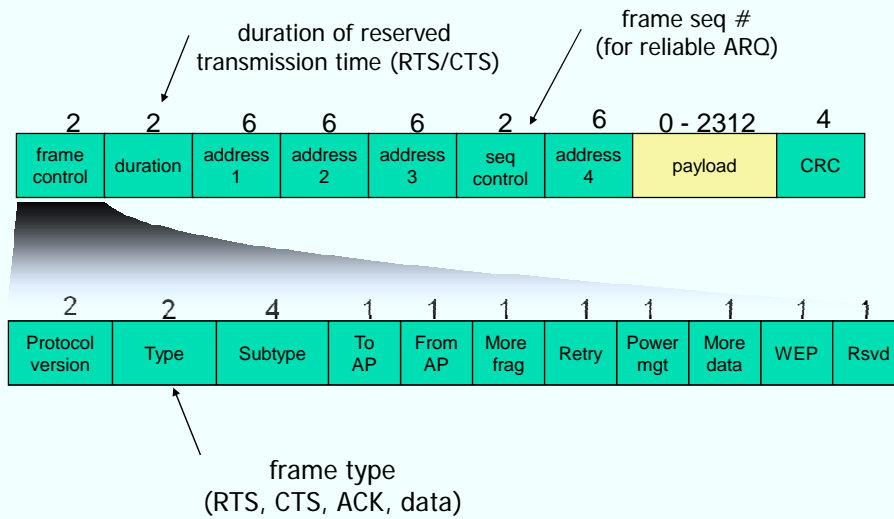 duration of reserved
transmission time (RTS/CTS)
frame seq #
(for reliable ARQ)
2 2 6 6 6 2 6 0 - 2312 4
frame control
duration
address 1
address 2
address 3
seq control
address 4
payload
CRC
2 2 4 1 1 1 1 1 1 1 1
Protocol version
Type
Subtype
To AP
From AP
More frag
Retry
Power mgt
More data
WEP
Rsvd
frame type
(RTS, CTS, ACK, data)